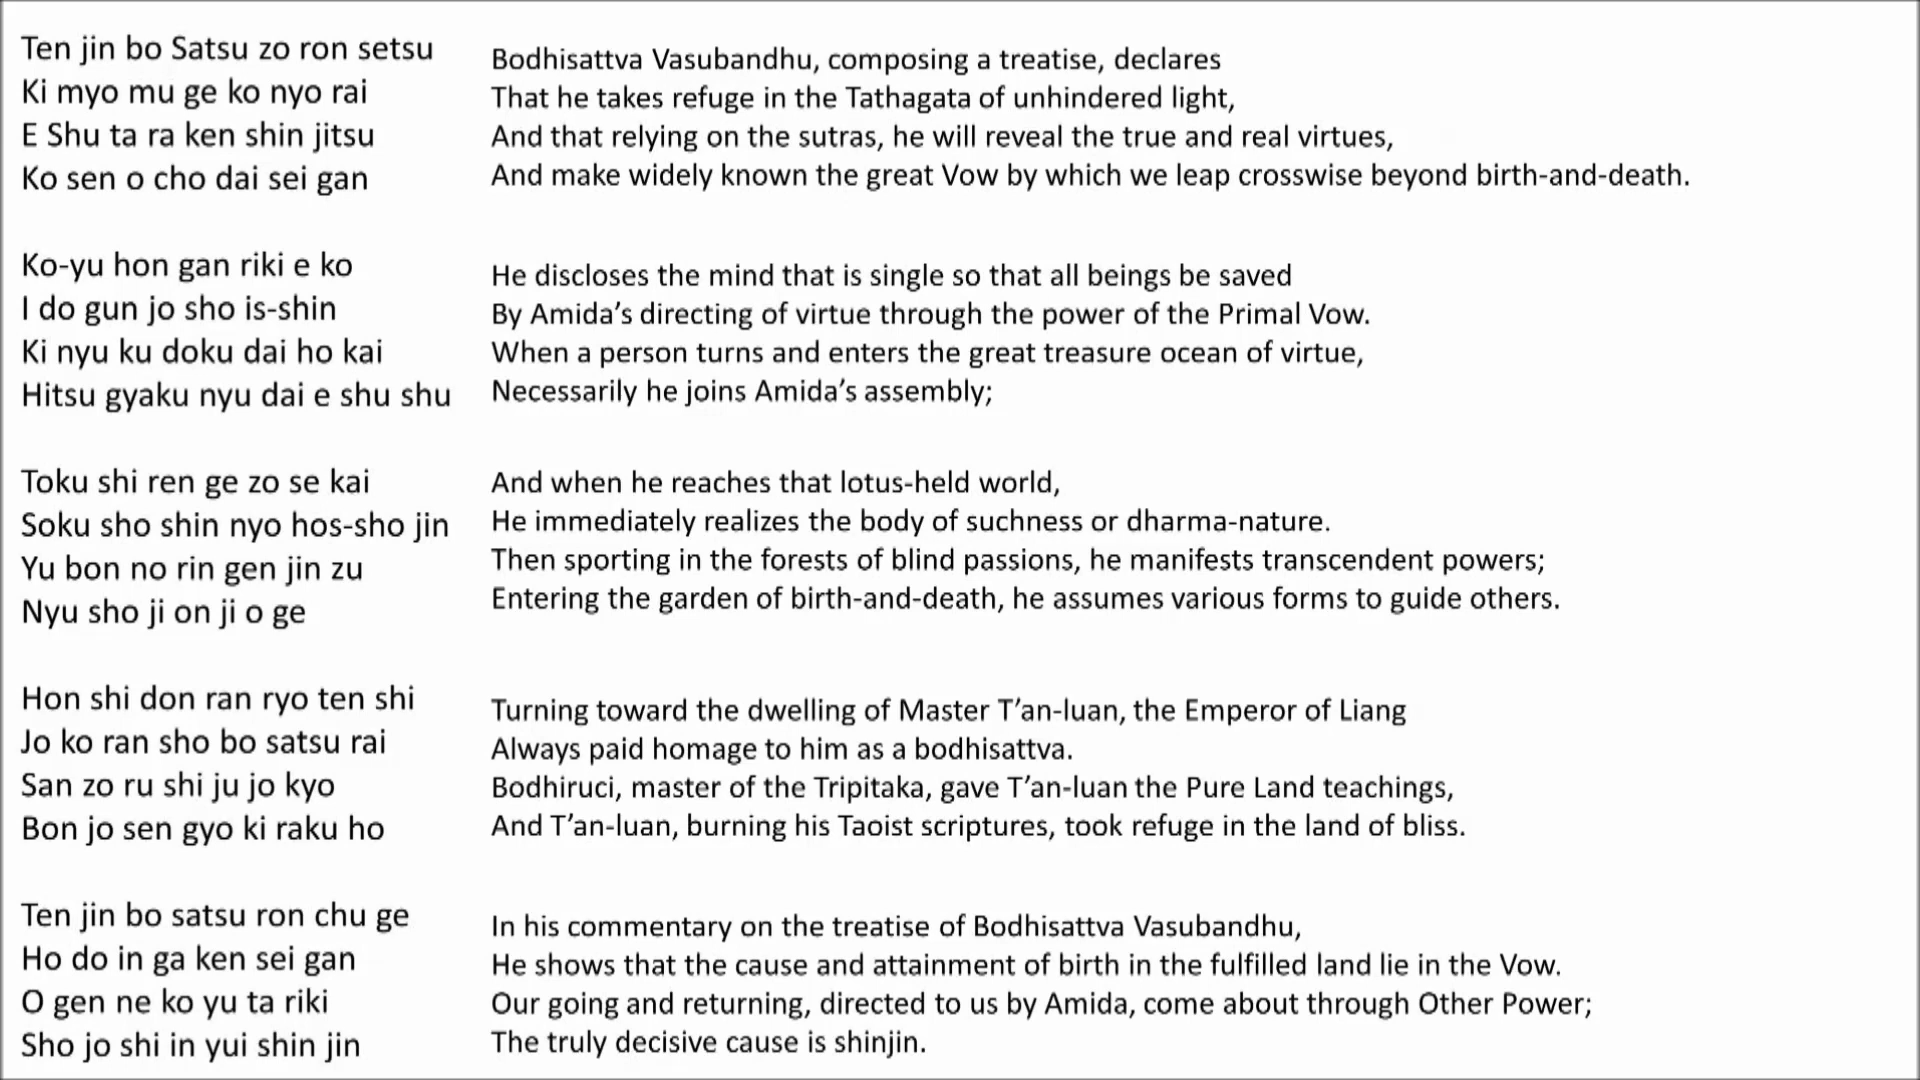 Ten jin bo Satsu zo ron setsu
Ki myo mu ge ko nyo rai
E Shu ta ra ken shin jitsu
Ko sen o cho dai sei gan
Bodhisattva Vasubandhu, composing a treatise, declares
That he takes refuge in the Tathagata of unhindered light,
And that relying on the sutras, he will reveal the true and real virtues,
And make widely known the great Vow by which we leap crosswise beyond birth-and-death.
Ko-yu hon gan riki e ko
I do gun jo sho is-shin
Ki nyu ku doku dai ho kai
Hitsu gyaku nyu dai e shu shu
He discloses the mind that is single so that all beings be saved
By Amida’s directing of virtue through the power of the Primal Vow.
When a person turns and enters the great treasure ocean of virtue,
Necessarily he joins Amida’s assembly;
Toku shi ren ge zo se kai
Soku sho shin nyo hos-sho jin
Yu bon no rin gen jin zu
Nyu sho ji on ji o ge
And when he reaches that lotus-held world,
He immediately realizes the body of suchness or dharma-nature.
Then sporting in the forests of blind passions, he manifests transcendent powers;
Entering the garden of birth-and-death, he assumes various forms to guide others.
Hon shi don ran ryo ten shi
Jo ko ran sho bo satsu rai
San zo ru shi ju jo kyo
Bon jo sen gyo ki raku ho
Turning toward the dwelling of Master T’an-luan, the Emperor of Liang
Always paid homage to him as a bodhisattva.
Bodhiruci, master of the Tripitaka, gave T’an-luan the Pure Land teachings,
And T’an-luan, burning his Taoist scriptures, took refuge in the land of bliss.
Ten jin bo satsu ron chu ge
Ho do in ga ken sei gan
O gen ne ko yu ta riki
Sho jo shi in yui shin jin
In his commentary on the treatise of Bodhisattva Vasubandhu,
He shows that the cause and attainment of birth in the fulfilled land lie in the Vow.
Our going and returning, directed to us by Amida, come about through Other Power;
The truly decisive cause is shinjin.